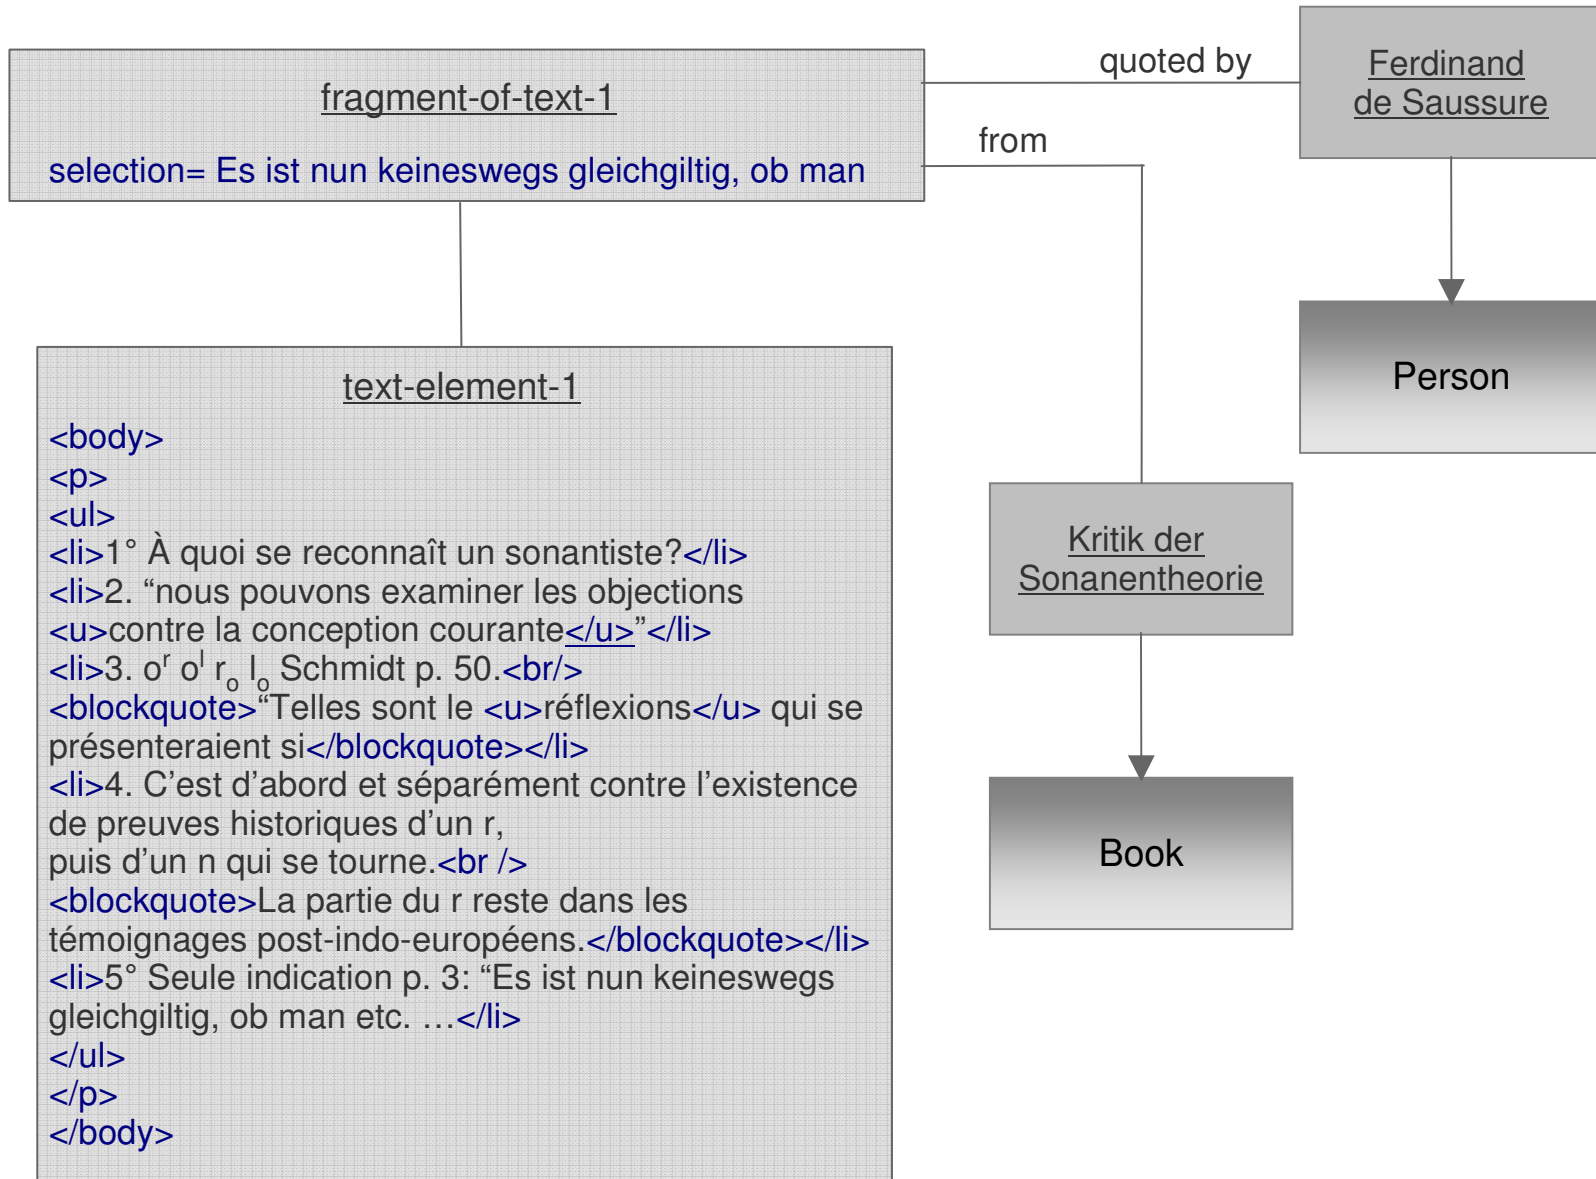 fragment-of-text-1
selection= Es ist nun keineswegs gleichgiltig, ob man
quoted by
from
Ferdinand
de Saussure
Person
Kritik der
Sonanentheorie
Book
text-element-1
<body>
<p>
<ul>
<li>1° À quoi se reconnaît un sonantiste?</li>
<li>2. “nous pouvons examiner les objections
<u>contre la conception courante</u>”</li>
<li>3. oʳ oˡ rₒ lₒ Schmidt p. 50.<br/>
<blockquote>“Telles sont le <u>réflexions</u> qui se
présenteraient si</blockquote></li>
<li>4. C’est d’abord et séparément contre l’existence
de preuves historiques d’un r,
puis d’un n qui se tourne.<br />
<blockquote>La partie du r reste dans les
témoignages post-indo-européens.</blockquote></li>
<li>5° Seule indication p. 3: “Es ist nun keineswegs
gleichgiltig, ob man etc. …</li>
</ul>
</p>
</body>